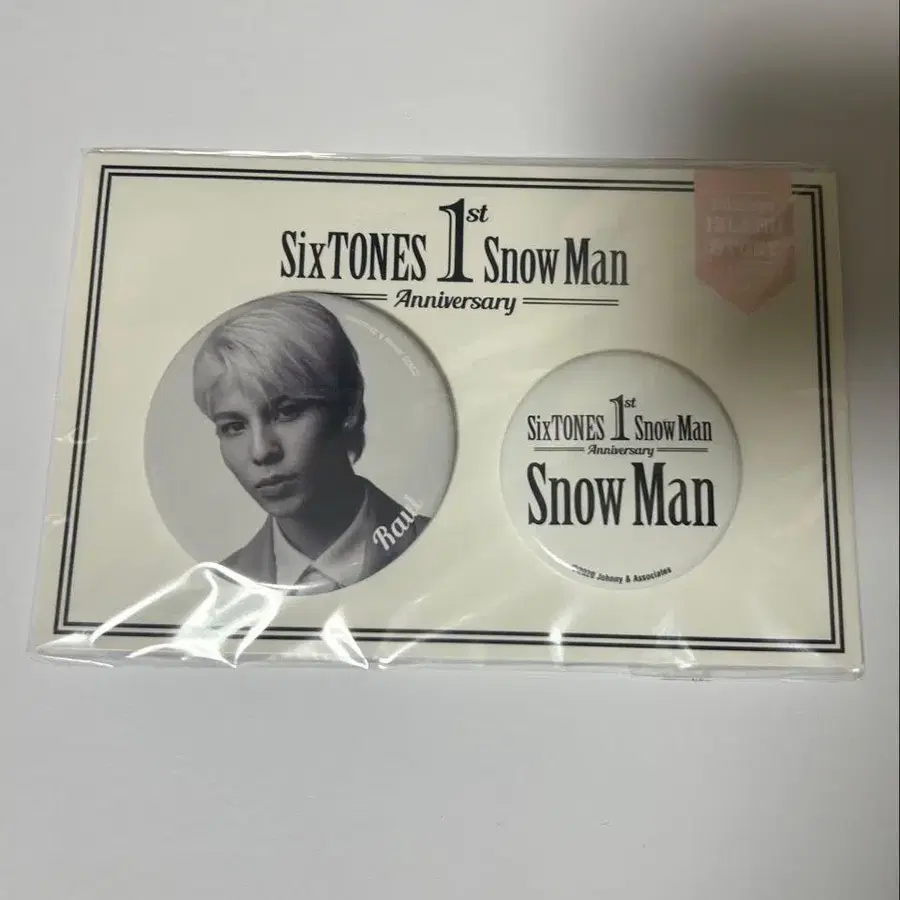 SixTONES 1st Snow Man
Anniversary
Raul
SixTONES 1st Snow Man
Anniversary
Snow Man
©2020 Johnny & Associates